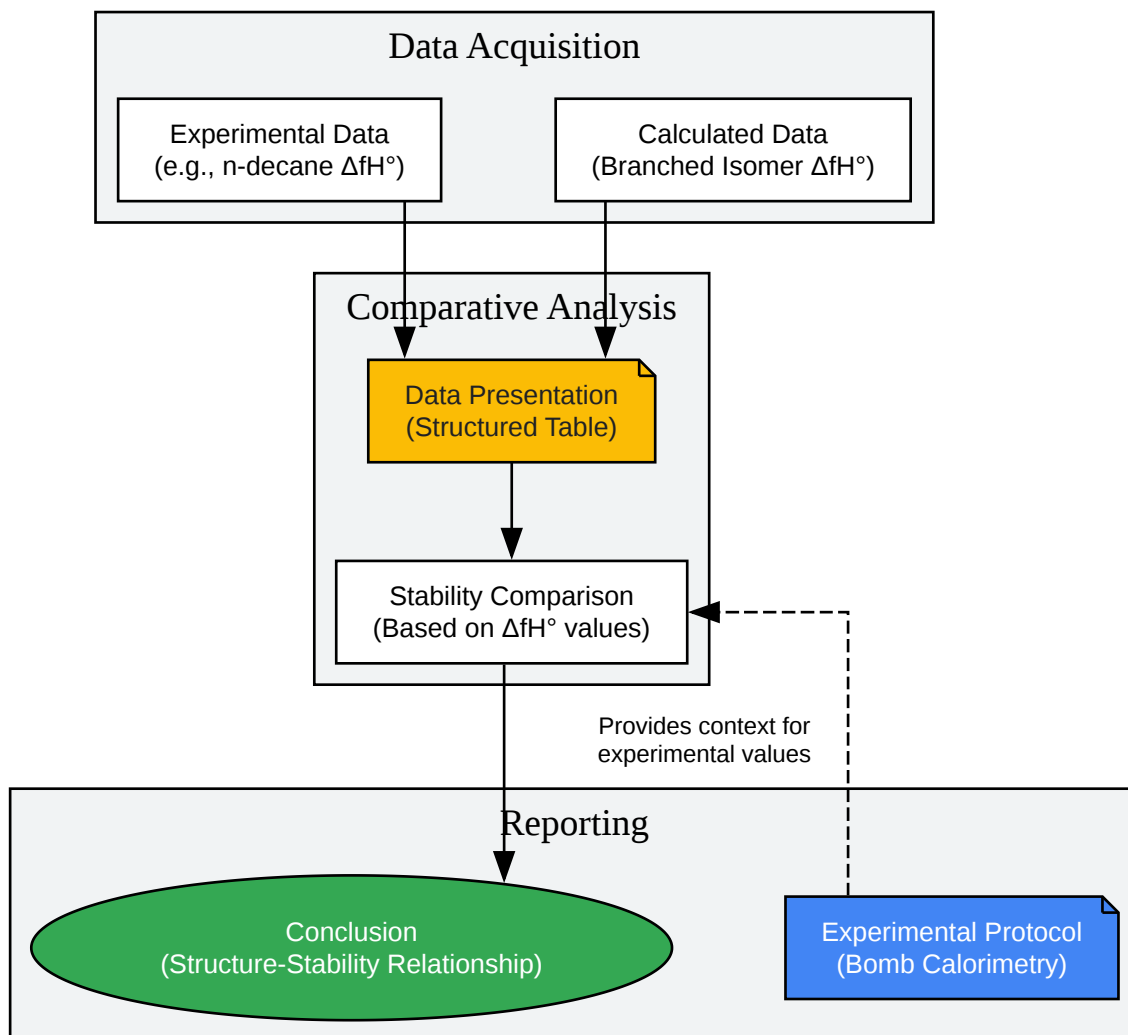 Data Acquisition
Experimental Data
(e.g., n-decane ΔfH°)
Calculated Data
(Branched Isomer ΔfH°)
Comparative Analysis
Data Presentation
(Structured Table)
Stability Comparison
(Based on ΔfH° values)
Provides context for
experimental values
Reporting
Conclusion
(Structure-Stability Relationship)
Experimental Protocol
(Bomb Calorimetry)